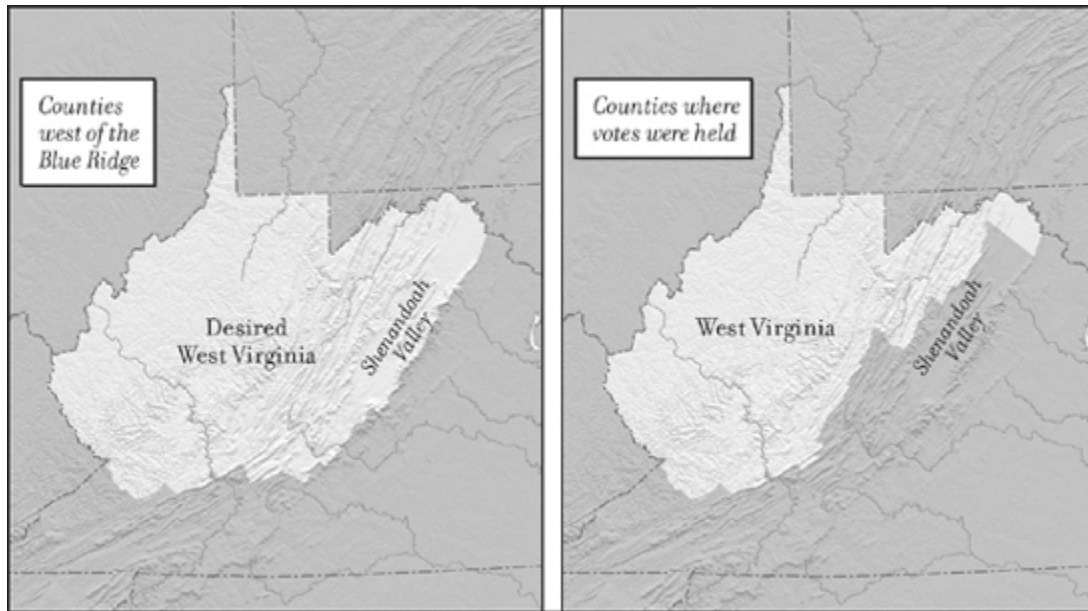 Counties
west of the
Blue Ridge
Desired
West Virginia
Shenandoah
Valley
Counties where
votes were held
West Virginia
Shenandoah
Valley